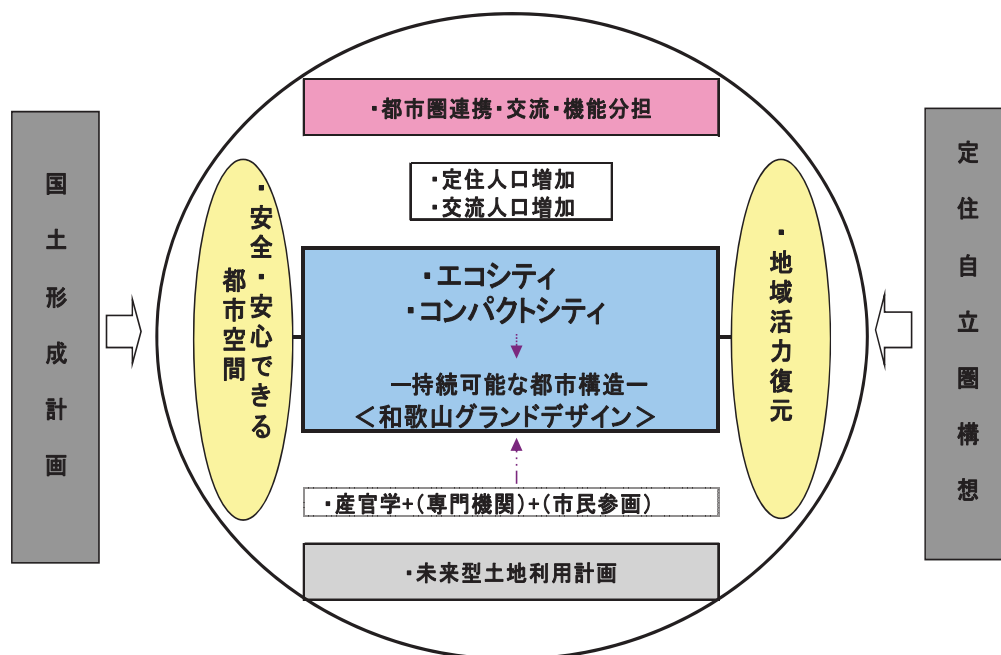 ・都市圏連携・交流・機能分担
国土形成計画
・定住人口増加
・交流人口増加
・安全・安心できる
都市空間
・エコシティ
・コンパクトシティ
―持続可能な都市構造―
＜和歌山グランドデザイン＞
・地域活力復元
定住自立圏構想
・産官学+（専門機関）+（市民参画）
・未来型土地利用計画